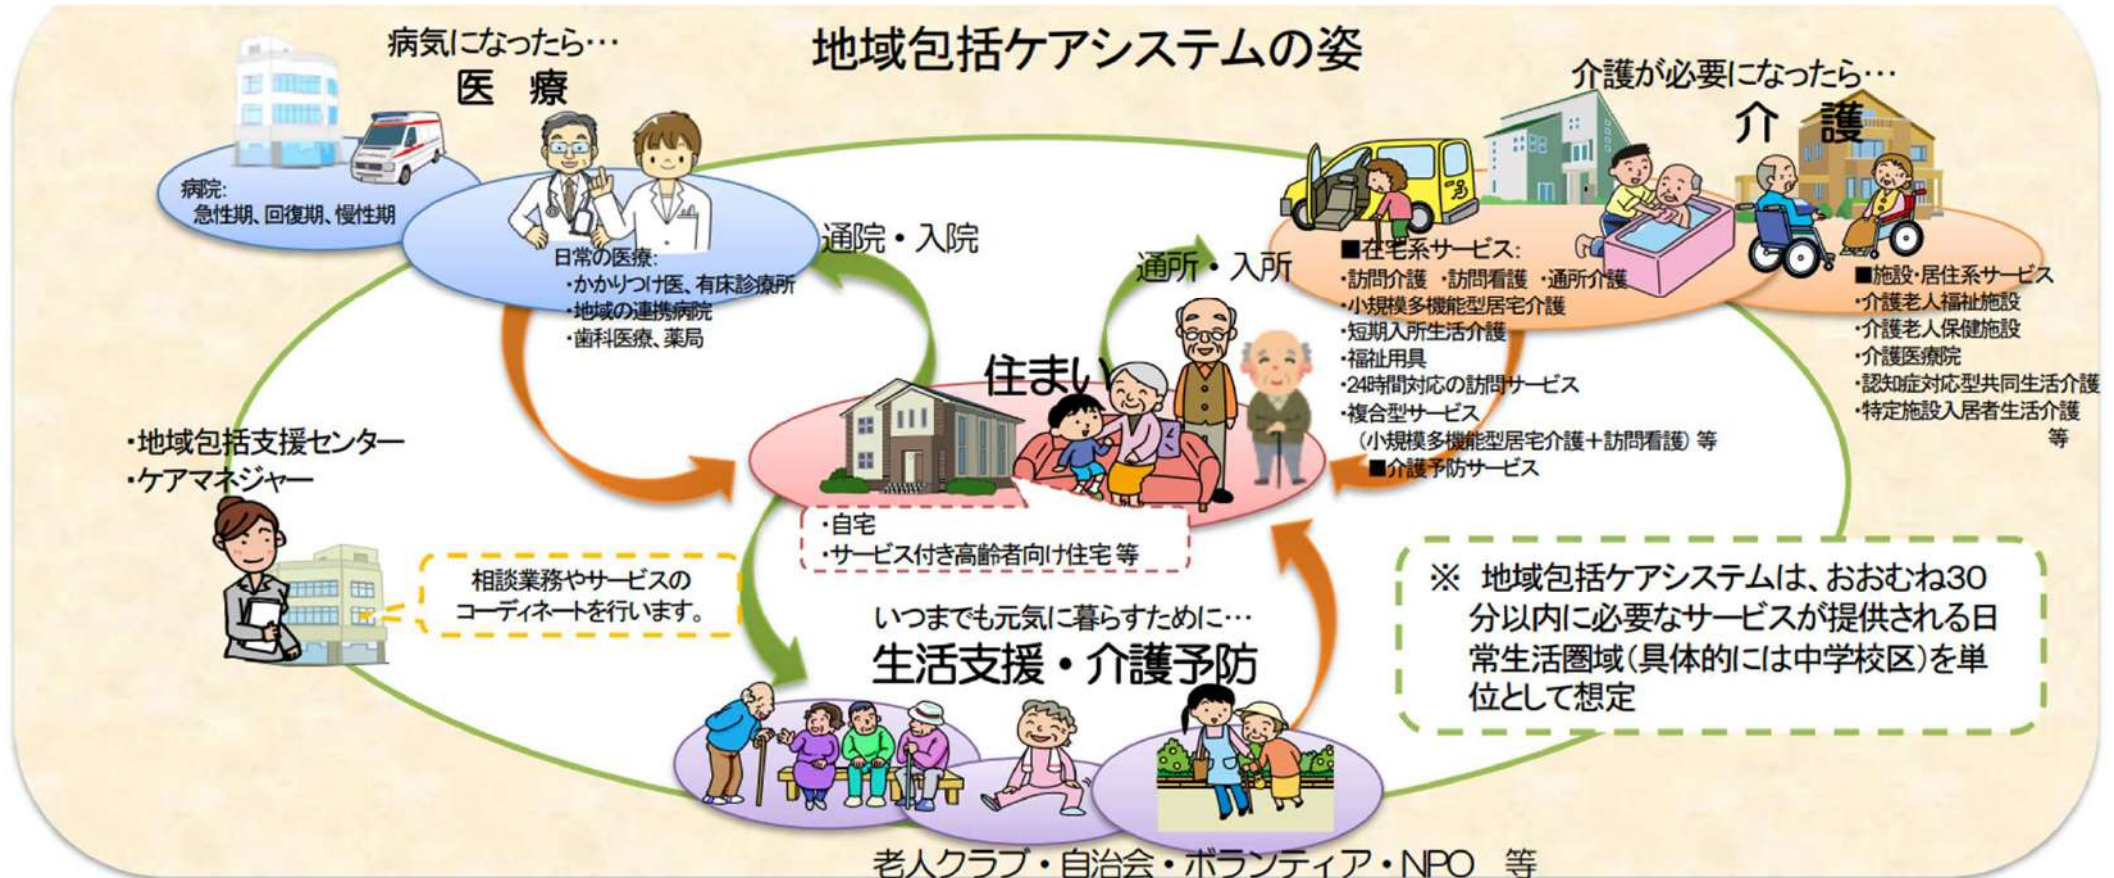 地域包括ケアシステムの姿
病気になったら…
医 療
病院:
急性期、回復期、慢性期
日常の医療:
・かかりつけ医、有床診療所
・地域の連携病院
・歯科医療、薬局
通院・入院
通所・入所
介護が必要になったら…
介 護
■在宅系サービス:
・訪問介護 ・訪問看護 ・通所介護
・小規模多機能型居宅介護
・短期入所生活介護
・福祉用具
・24時間対応の訪問サービス
・複合型サービス
(小規模多機能型居宅介護+訪問看護) 等
■介護予防サービス
■施設・居住系サービス
・介護老人福祉施設
・介護老人保健施設
・介護医療院
・認知症対応型共同生活介護
・特定施設入居者生活介護
等
住まい
・自宅
・サービス付き高齢者向け住宅 等
・地域包括支援センター
・ケアマネジャー
相談業務やサービスの
コーディネートを行います。
いつまでも元気に暮らすために…
生活支援・介護予防
老人クラブ・自治会・ボランティア・NPO 等
※ 地域包括ケアシステムは、おおむね30
分以内に必要なサービスが提供される日
常生活圏域(具体的には中学校区)を単
位として想定